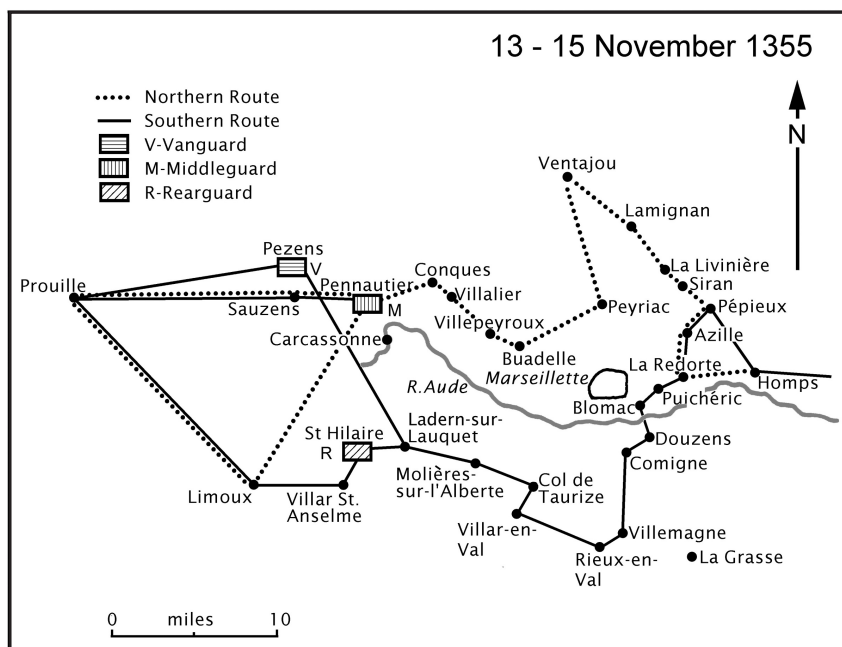 13 - 15 November 1355
Northern Route
Southern Route
V-Vanguard
M-Middleguard
R-Rearguard
N
Ventajou
Lamignan
La Livinière
Siran
Pépieux
Azille
Peyriac
Pezens
V
Prouille
Sauzens
Pennautier
M
Conques
Villalier
Villepeyroux
Buadelle
Marseillette
Carcassonne
R.Aude
La Redorte
Homps
Puichéric
Blomac
Douzens
Comigne
St Hilaire
R
Ladern-sur-
Lauquet
Molières-
sur-l'Alberte
Col de
Taurize
Limoux
Villar St.
Anselme
Villar-en-
Val
Villemagne
Rieux-en-
Val
La Grasse
0 miles 10